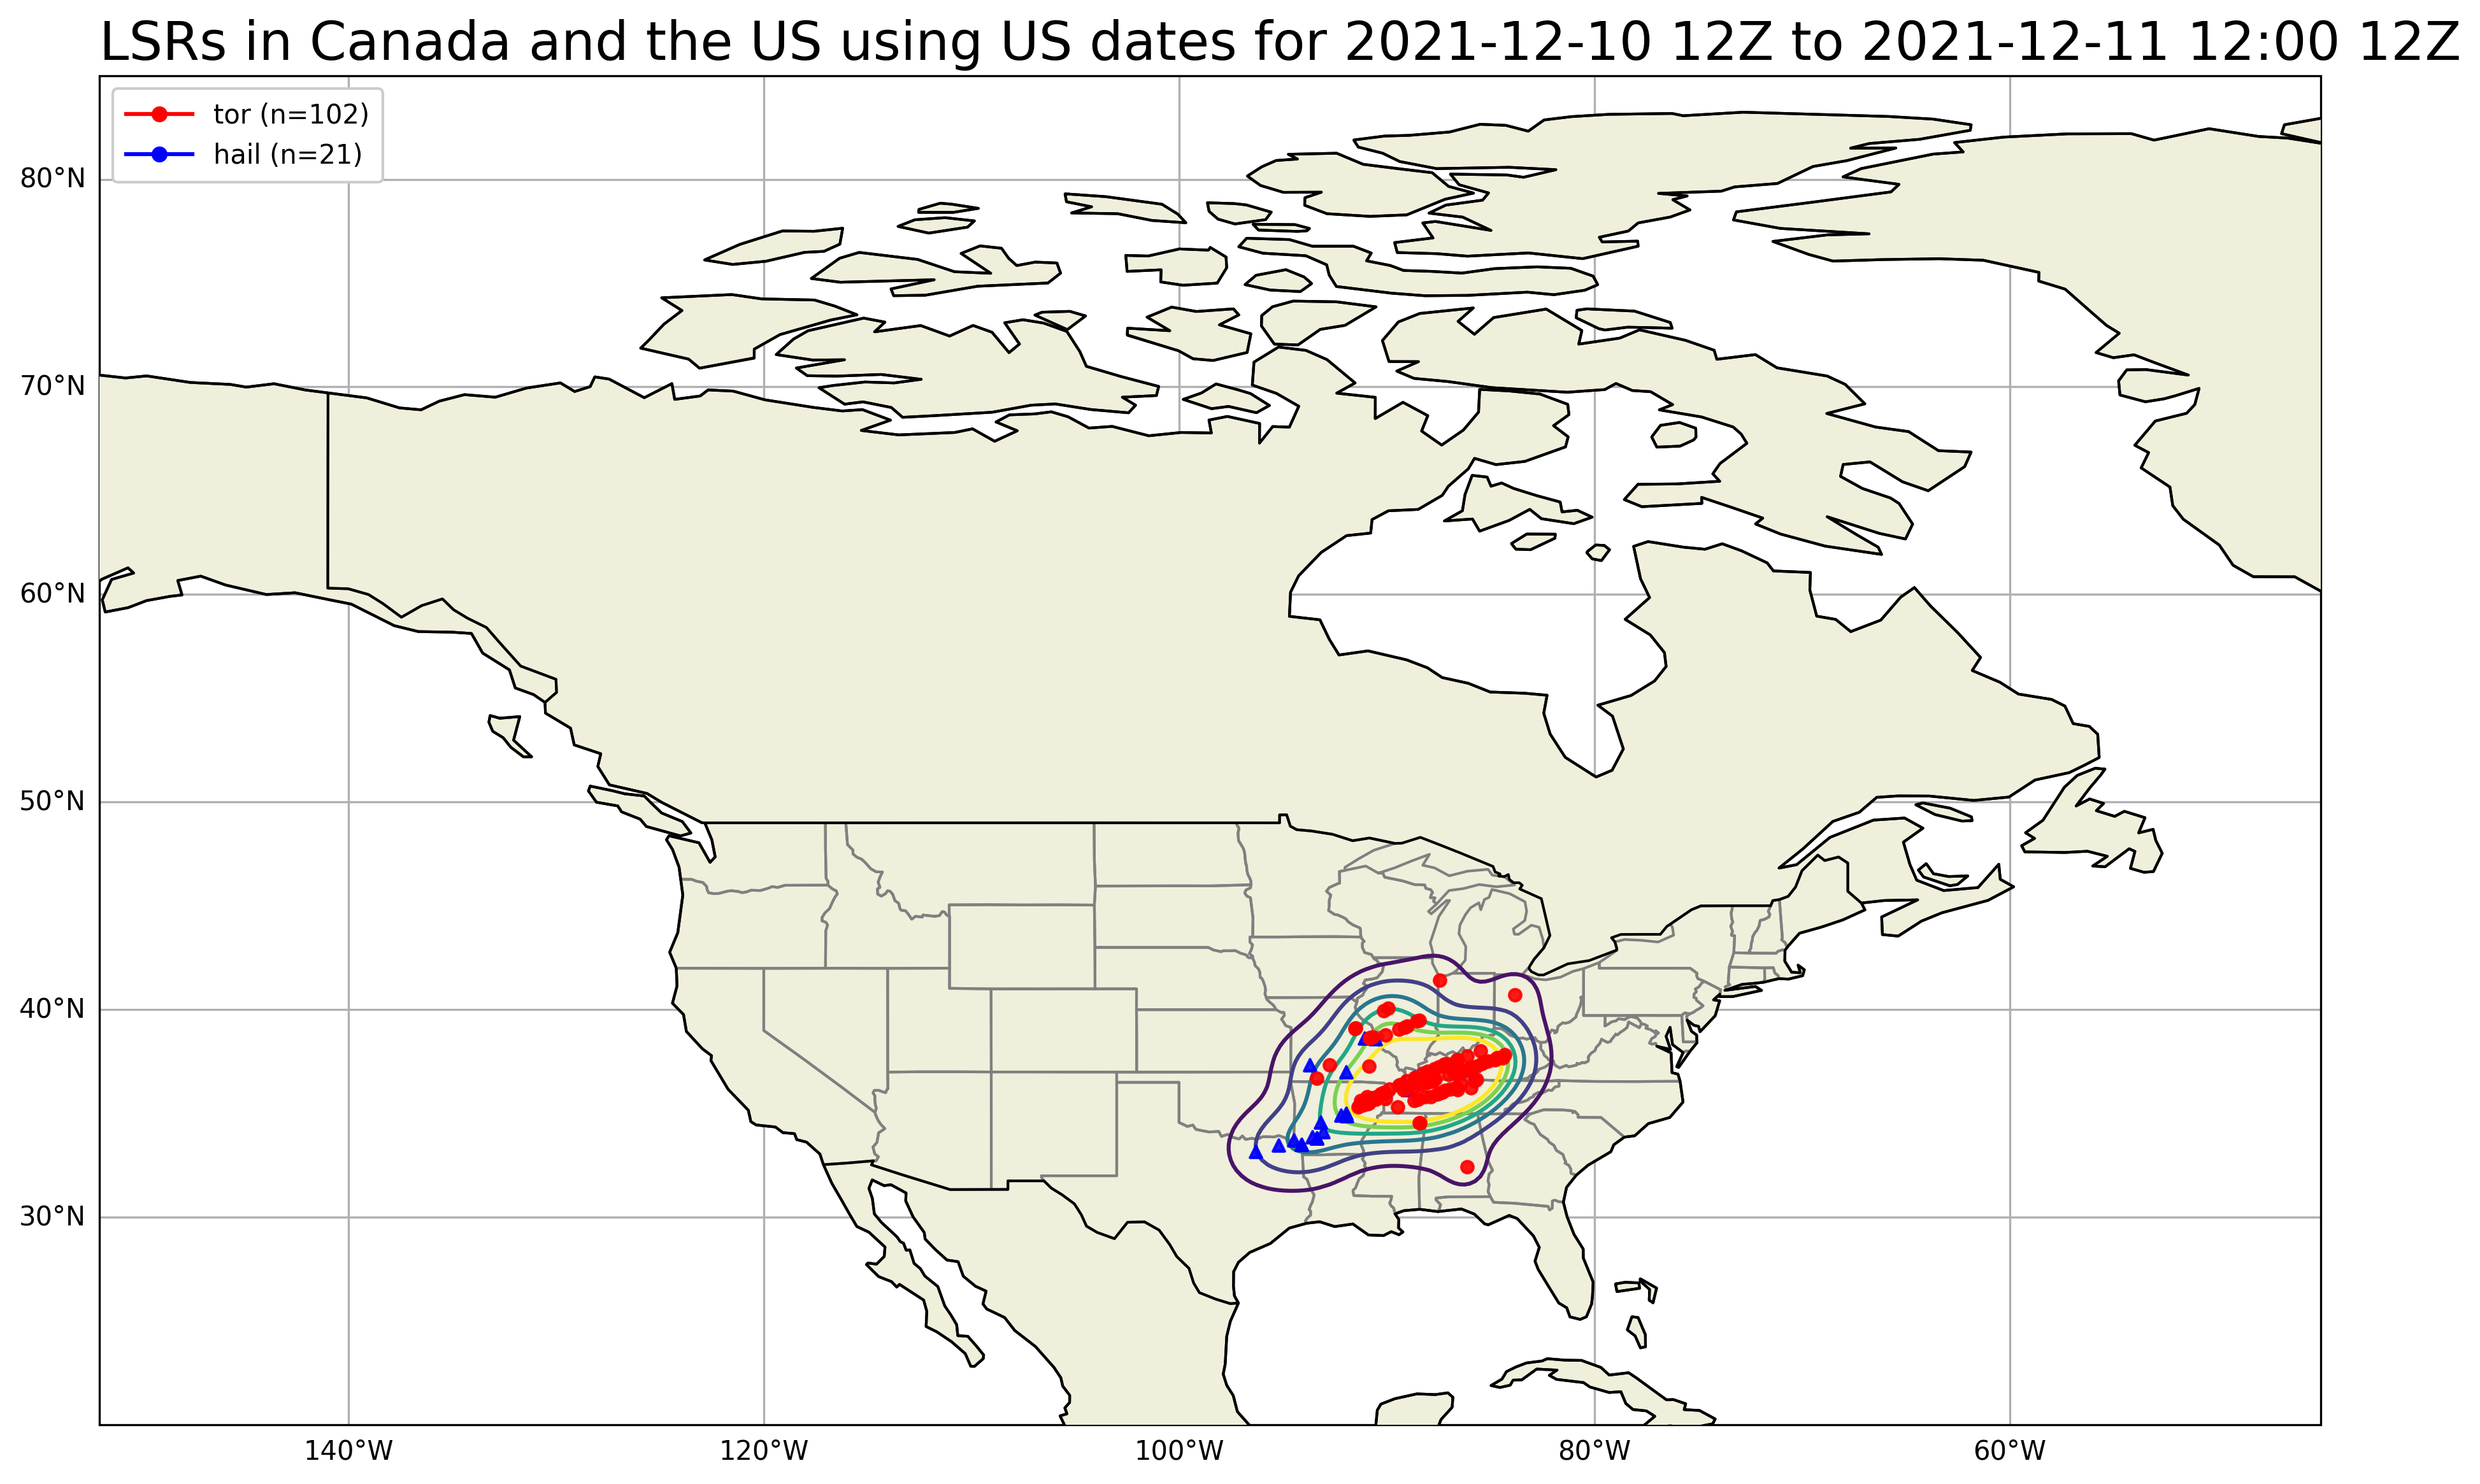 LSRs in Canada and the US using US dates for 2021-12-10 12Z to 2021-12-11 12:00 12Z
tor (n=102)
hail (n=21)
80°N
70°N
60°N
50°N
40°N
30°N
140°W 120°W 100°W 80°W 60°W